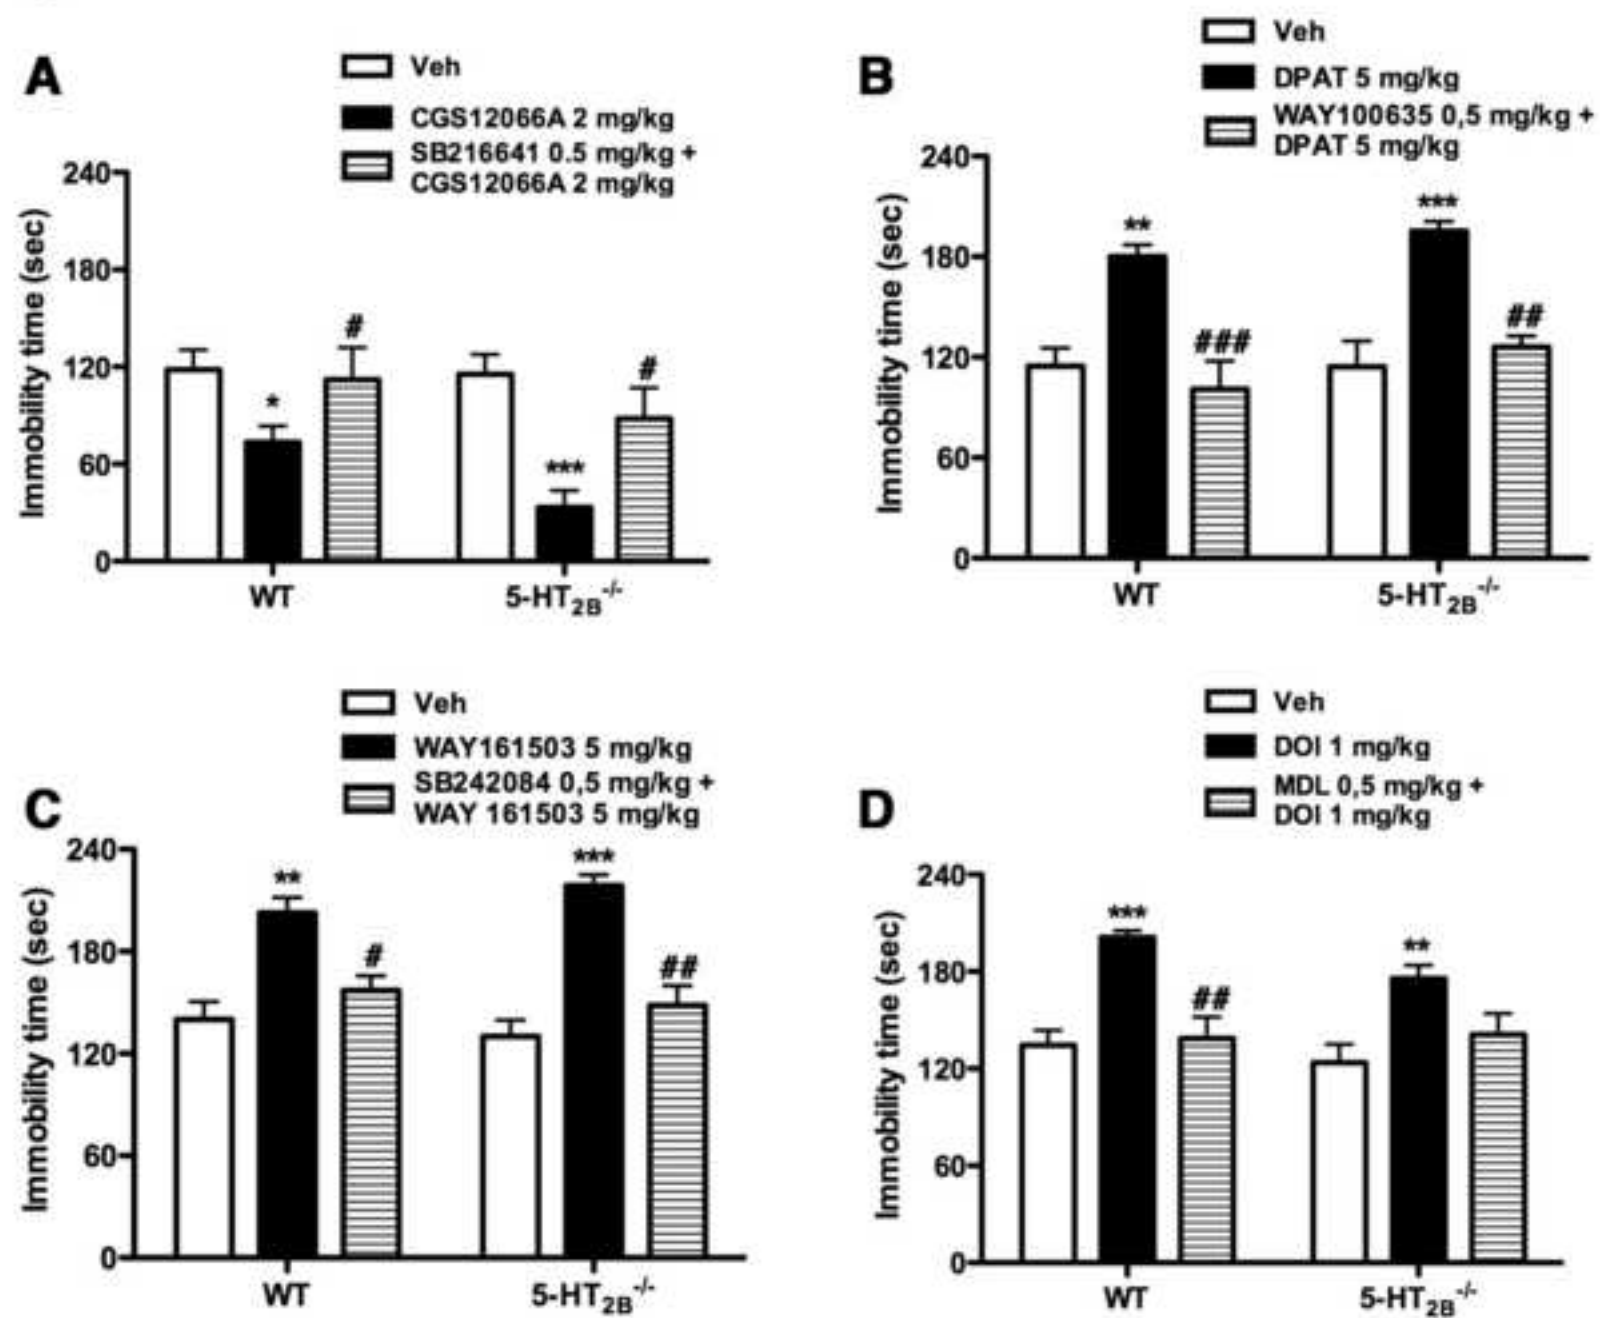 A
Veh
CGS12066A 2 mg/kg
SB216641 0.5 mg/kg +
CGS12066A 2 mg/kg
Immobility time (sec)
240
180
120
60
0
*
#
***
#
WT
5-HT2B-/-
B
Veh
DPAT 5 mg/kg
WAY100635 0,5 mg/kg +
DPAT 5 mg/kg
Immobility time (sec)
240
180
120
60
0
**
###
***
##
WT
5-HT2B-/-
C
Veh
WAY161503 5 mg/kg
SB242084 0,5 mg/kg +
WAY 161503 5 mg/kg
Immobility time (sec)
240
180
120
60
0
**
#
***
##
WT
5-HT2B-/-
D
Veh
DOI 1 mg/kg
MDL 0,5 mg/kg +
DOI 1 mg/kg
Immobility time (sec)
240
180
120
60
0
***
##
**
WT
5-HT2B-/-